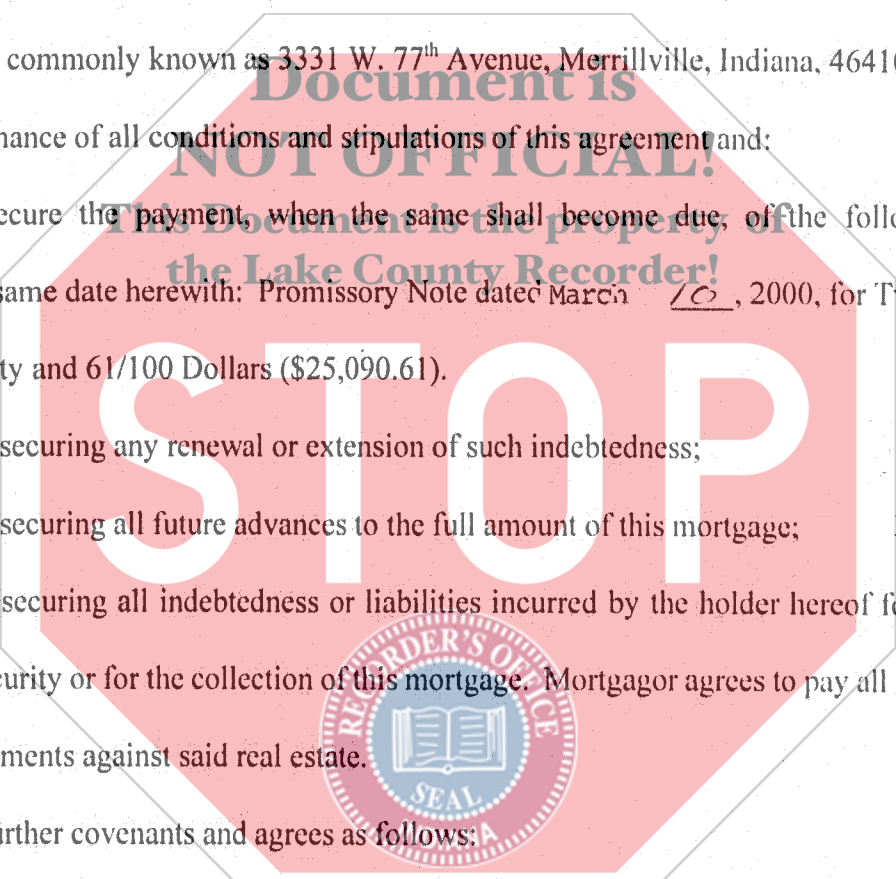 commonly known as 3331 W. 77th Avenue, Merrillville, Indiana, 4641
Document is
nance of all conditions and stipulations of this agreement and:
NOT OFFICIAL!
ecure the payment, when the same shall become due, of the follo
This Document is the property of
the Lake County Recorder!
same date herewith: Promissory Note dated March 10, 2000, for T
ty and 61/100 Dollars ($25,090.61).
STOP
securing any renewal or extension of such indebtedness;
securing all future advances to the full amount of this mortgage;
securing all indebtedness or liabilities incurred by the holder hereof f
curity or for the collection of this mortgage. Mortgagor agrees to pay all
RECORDER'S OFFICE
ments against said real estate.
SEAL
INDIANA
urther covenants and agrees as follows: